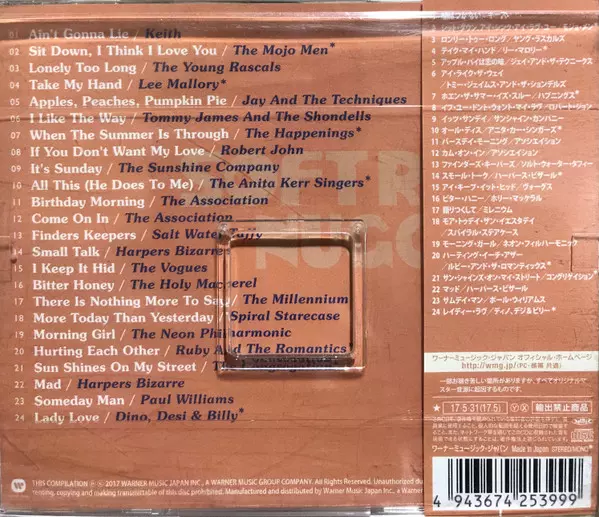 01 Ain't Gonna Lie / Keith
02 Sit Down, I Think I Love You / The Mojo Men*
03 Lonely Too Long / The Young Rascals
04 Take My Hand / Lee Mallory*
05 Apples, Peaches, Pumpkin Pie / Jay And The Techniques
06 I Like The Way / Tommy James And The Shondells
07 When The Summer Is Through / The Happenings*
08 If You Don't Want My Love / Robert John
09 It's Sunday / The Sunshine Company
10 All This (He Does To Me) / The Anita Kerr Singers*
11 Birthday Morning / The Association
12 Come On In / The Association
13 Finders Keepers / Salt Water Taffy
14 Small Talk / Harpers Bizarre
15 I Keep It Hid / The Vogues
16 Bitter Honey / The Holy Mackerel
17 There Is Nothing More To Say / The Millennium
18 More Today Than Yesterday / Spiral Starecase
19 Morning Girl / The Neon Philharmonic
20 Hurting Each Other / Ruby And The Romantics*
21 Sun Shines On My Street / The
22 Mad / Harpers Bizarre
23 Someday Man / Paul Williams
24 Lady Love / Dino, Desi & Billy*
SOFTR
NUGG
THIS COMPILATION ℗ © 2017 WARNER MUSIC JAPAN INC., A WARNER MUSIC GROUP COMPANY. All Rights Reserved. Unauthorized
3 ロンリー・トゥー・ロング/ヤング・ラスカルズ
4 テイク・マイ・ハンド/リー・マロリー*
5 アップル・パイは恋の味/ジェイ・アンド・ザ・テクニークス
6 アイ・ライク・ザ・ウェイ
/トミー・ジェイムス・アンド・ザ・ションデルズ
7 ホエン・ザ・サマー・イズ・スルー/ハプニングス*
8 イフ・ユー・ドント・ウォント・マイ・ラヴ/ロバート・ジョン
9 イッツ・サンデイ/サンシャイン・カンパニー
10 オール・ディス/アニタ・カー・シンガーズ*
11 バースデイ・モーニング/アソシエイション
12 カム・オン・イン/アソシエイション
13 ファインダーズ・キーパーズ/ソルト・ウォーター・タフィー
14 スモール・トーク/ハーパース・ビザール*
15 アイ・キープ・イット・ヒッド/ヴォーグス
16 ビター・ハニー/ホリー・マッケラル
17 語りつくして/ミレニウム
18 モア・トゥデイ・ザン・イエスタデイ
/スパイラル・ステアケース
19 モーニング・ガール/ネオン・フィルハーモニック
20 ハーティング・イーチ・アザー
/ルビー・アンド・ザ・ロマンティックス*
21 サン・シャインズ・オン・マイ・ストリート/コングリゲイション*
22 マッド/ハーパース・ビザール
23 サムデイ・マン/ポール・ウィリアムス
24 レイディー・ラヴ/ディノ、デジ&ビリー*
ワーナーミュージック・ジャパン オフィシャル・ホームページ
http://wmg.jp/(PC・携帯 共通)
17・5・31(17・5) Y K 輸出禁止商品
ワーナーミュージック・ジャパン Made in Japan STEREO/MONO*
4 943674 253999